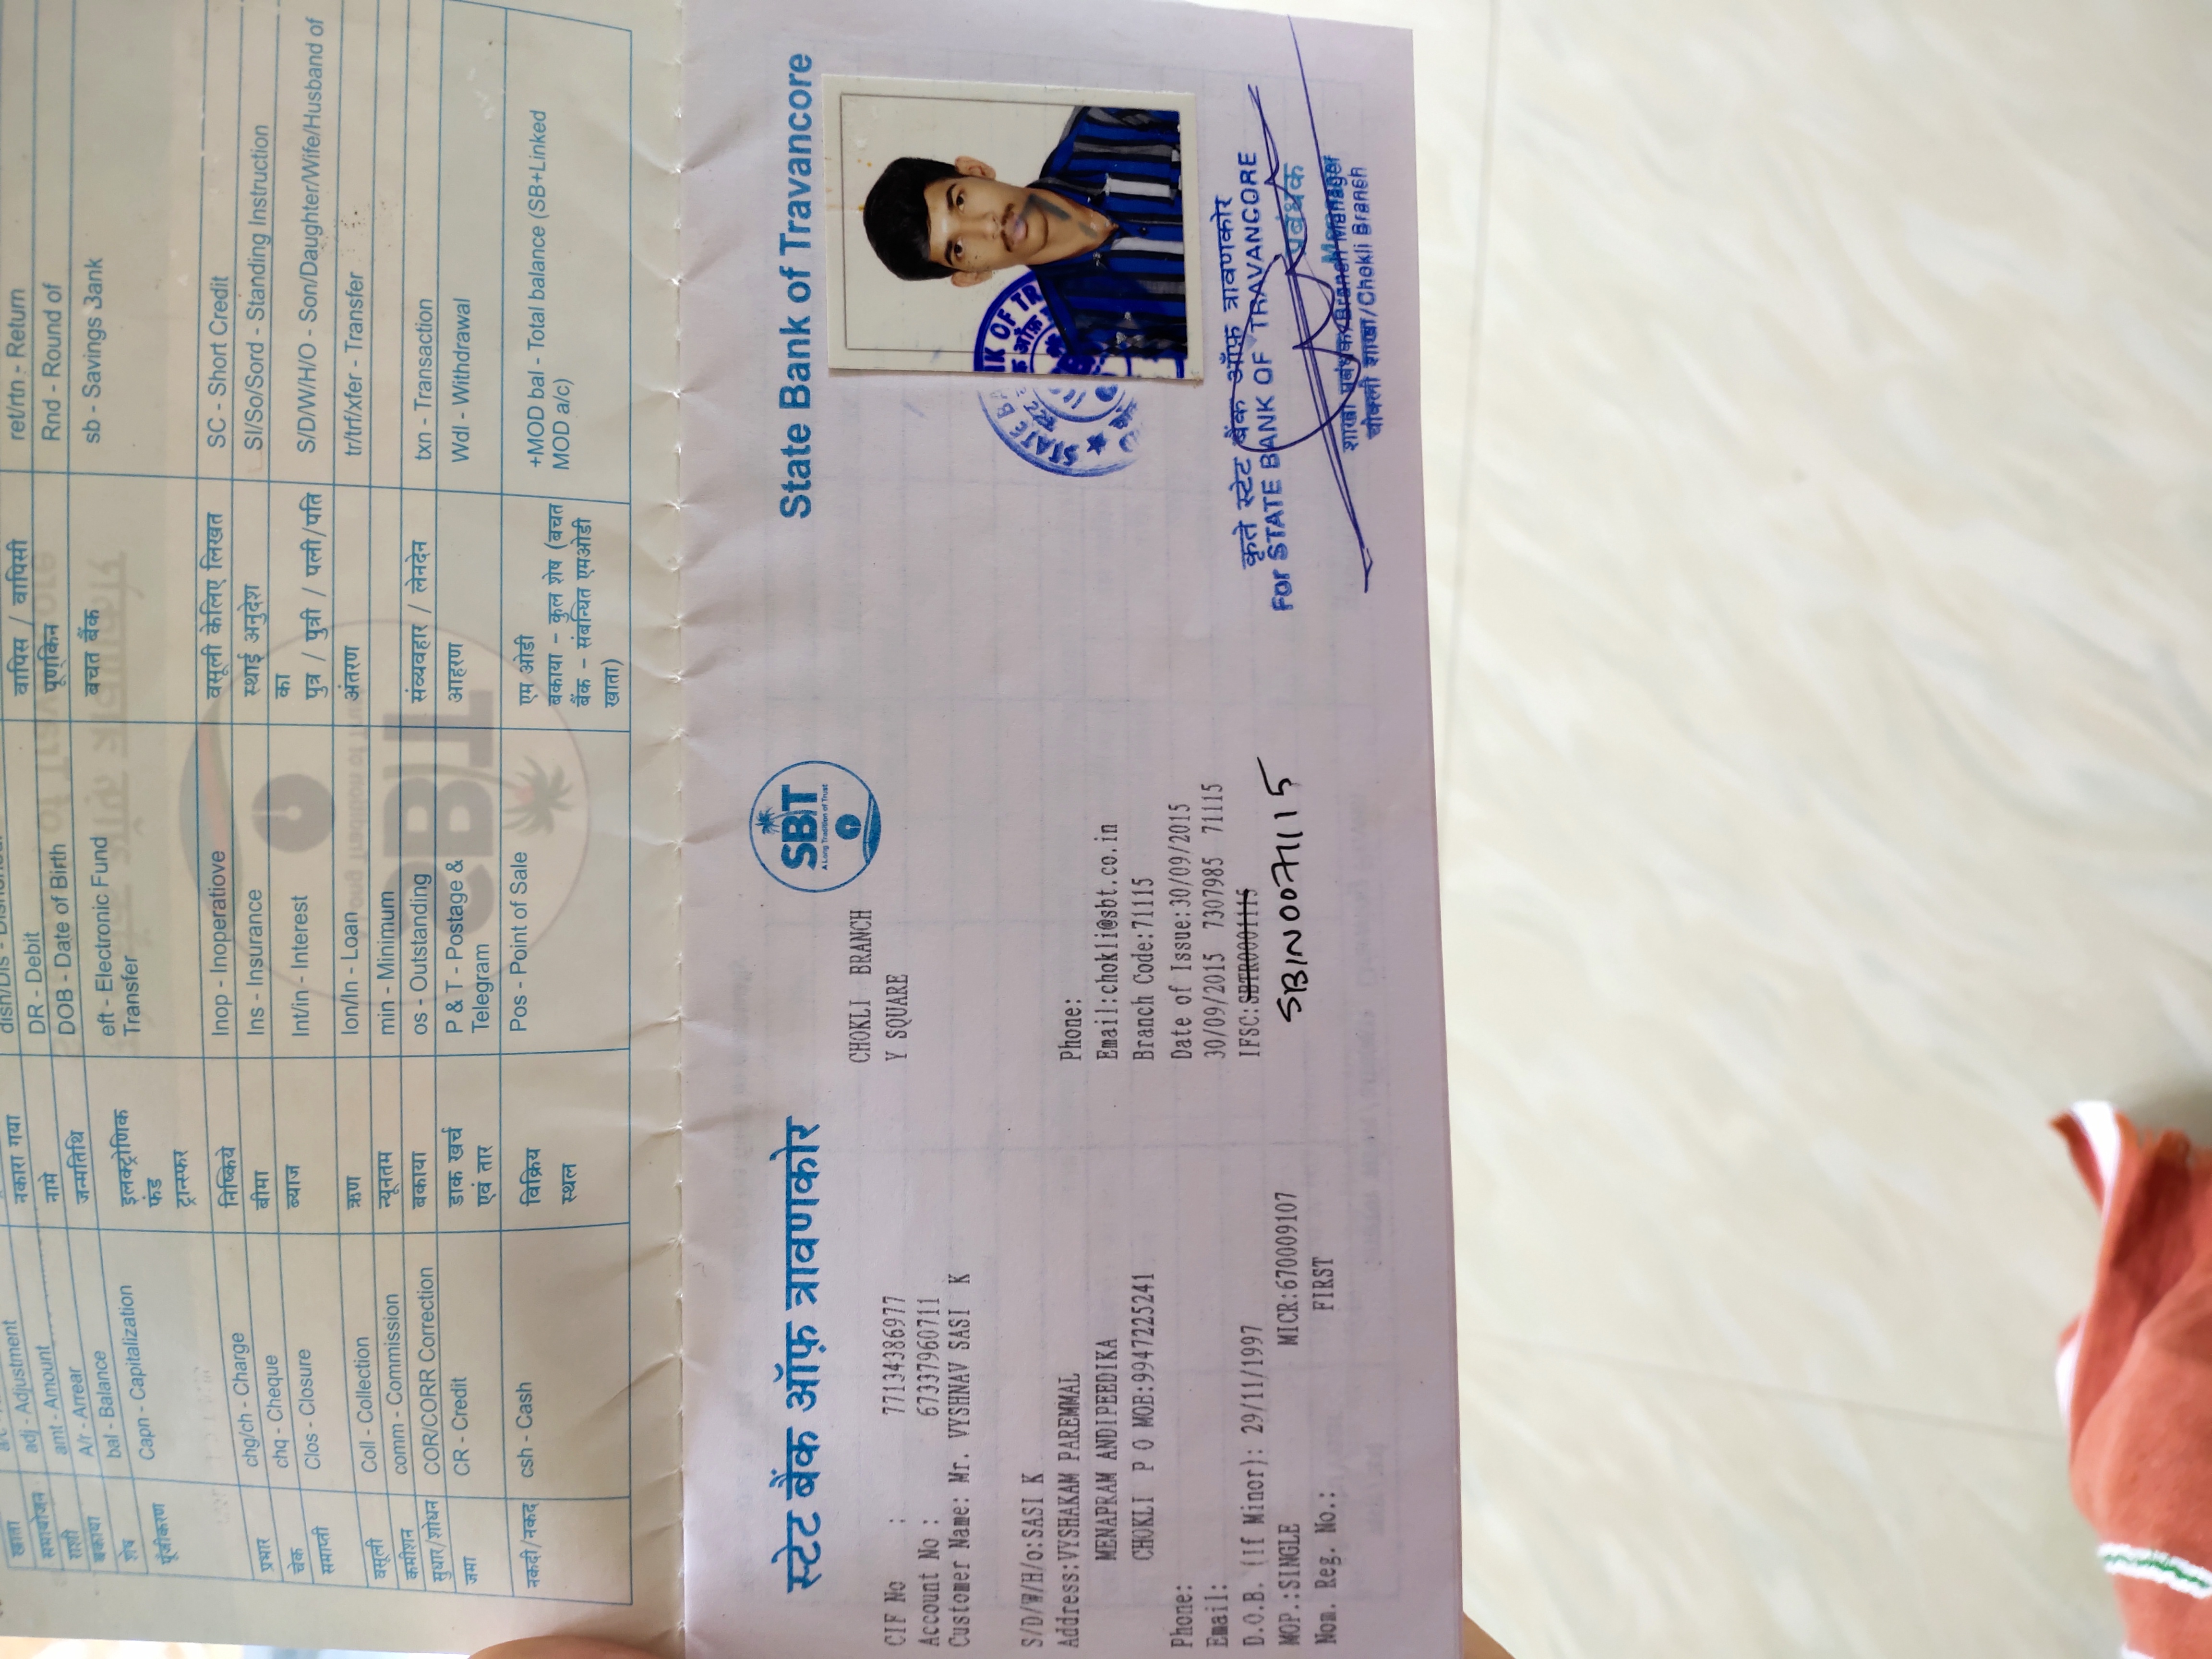 खाता
समायोजन adj - Adjustment नकारा गया वापिस / वापिसी ret/rtn - Return
राशी amt - Amount नामे DR - Debit पूणकिन Rnd - Round of
बकाया A/r - Arrear जन्मतिथि DOB - Date of Birth
शेष bal - Balance बचत बैंक sb - Savings Bank
पूँजीकरण Capn - Capitalization इलक्ट्रोणिक फंड ट्रान्स्फर eft - Electronic Fund Transfer
प्रभार chg/ch - Charge निष्क्रिये Inop - Inoperatiove वसूली केलिए लिखत SC - Short Credit
चेक chq - Cheque बीमा Ins - Insurance स्थाई अनुदेश SI/So/Sord - Standing Instruction
समाप्ती Clos - Closure ब्याज Int/in - Interest का पुत्र / पुत्री / पली/पति S/D/W/H/O - Son/Daughter/Wife/Husband of
वसूली Coll - Collection ऋण lon/ln - Loan अंतरण tr/trf/xfer - Transfer
कमीशन comm - Commission न्यूनतम min - Minimum
सुधार/शोधन COR/CORR Correction बकाया os - Outstanding संव्यवहार / लेनदेन txn - Transaction
जमा CR - Credit डाक खर्च एवं तार P & T - Postage & Telegram आहरण Wdl - Withdrawal
नकदी/नकद csh - Cash विक्रिय स्थल Pos - Point of Sale एम ओडी बकाया – कुल शेष (बचत बैंक – संबन्धित एमओडी खाता) +MOD bal - Total balance (SB+Linked MOD a/c)
स्टेट बैंक ऑफ़ त्रावणकोर
SBT
A Long Tradition of Trust
State Bank of Travancore
CHOKLI BRANCH
Y SQUARE
CIF No : 77134386977
Account No : 67337960711
Customer Name: Mr. VYSHNAV SASI K
S/D/W/H/o:SASI K
Address:VYSHAKAM PAREMMAL
MENAPRAM ANDIPEEDIKA
CHOKLI P O MOB:9947225241
Phone:
Email:
D.O.B. (If Minor): 29/11/1997
MOP.:SINGLE MICR:670009107
Nom. Reg. No.: FIRST
Phone:
Email:chokli@sbt.co.in
Branch Code:71115
Date of Issue:30/09/2015
30/09/2015 7307985 71115
IFSC:SBTR0001115
SBIN0071115
STATE BANK OF TR
कृते स्टेट बैंक ऑफ़ त्रावणकोर
For STATE BANK OF TRAVANCORE
प्रबंधक
Manager
शाखा प्रबंधक/Branch Manager
चोक्ली शाखा/Chokli Branch